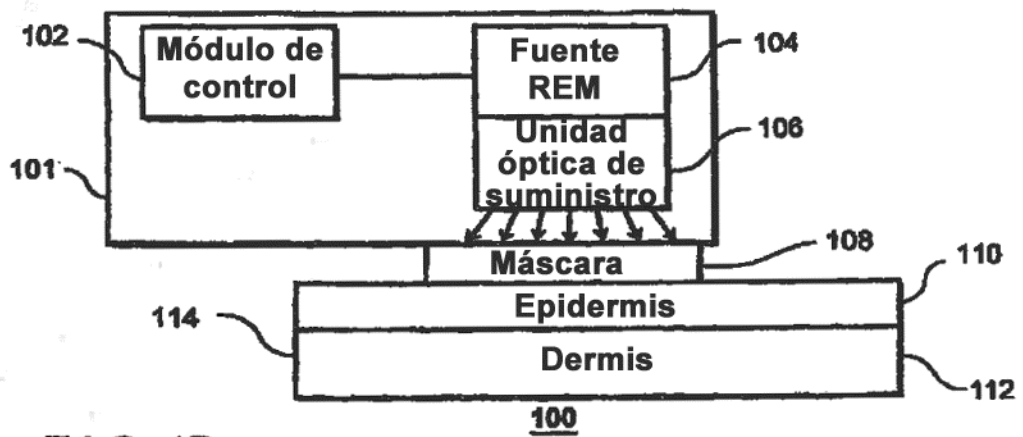 102
Módulo de
control
Fuente
REM
104
Unidad
óptica de
suministro
106
101
Máscara
108
Epidermis
110
114
Dermis
112
100